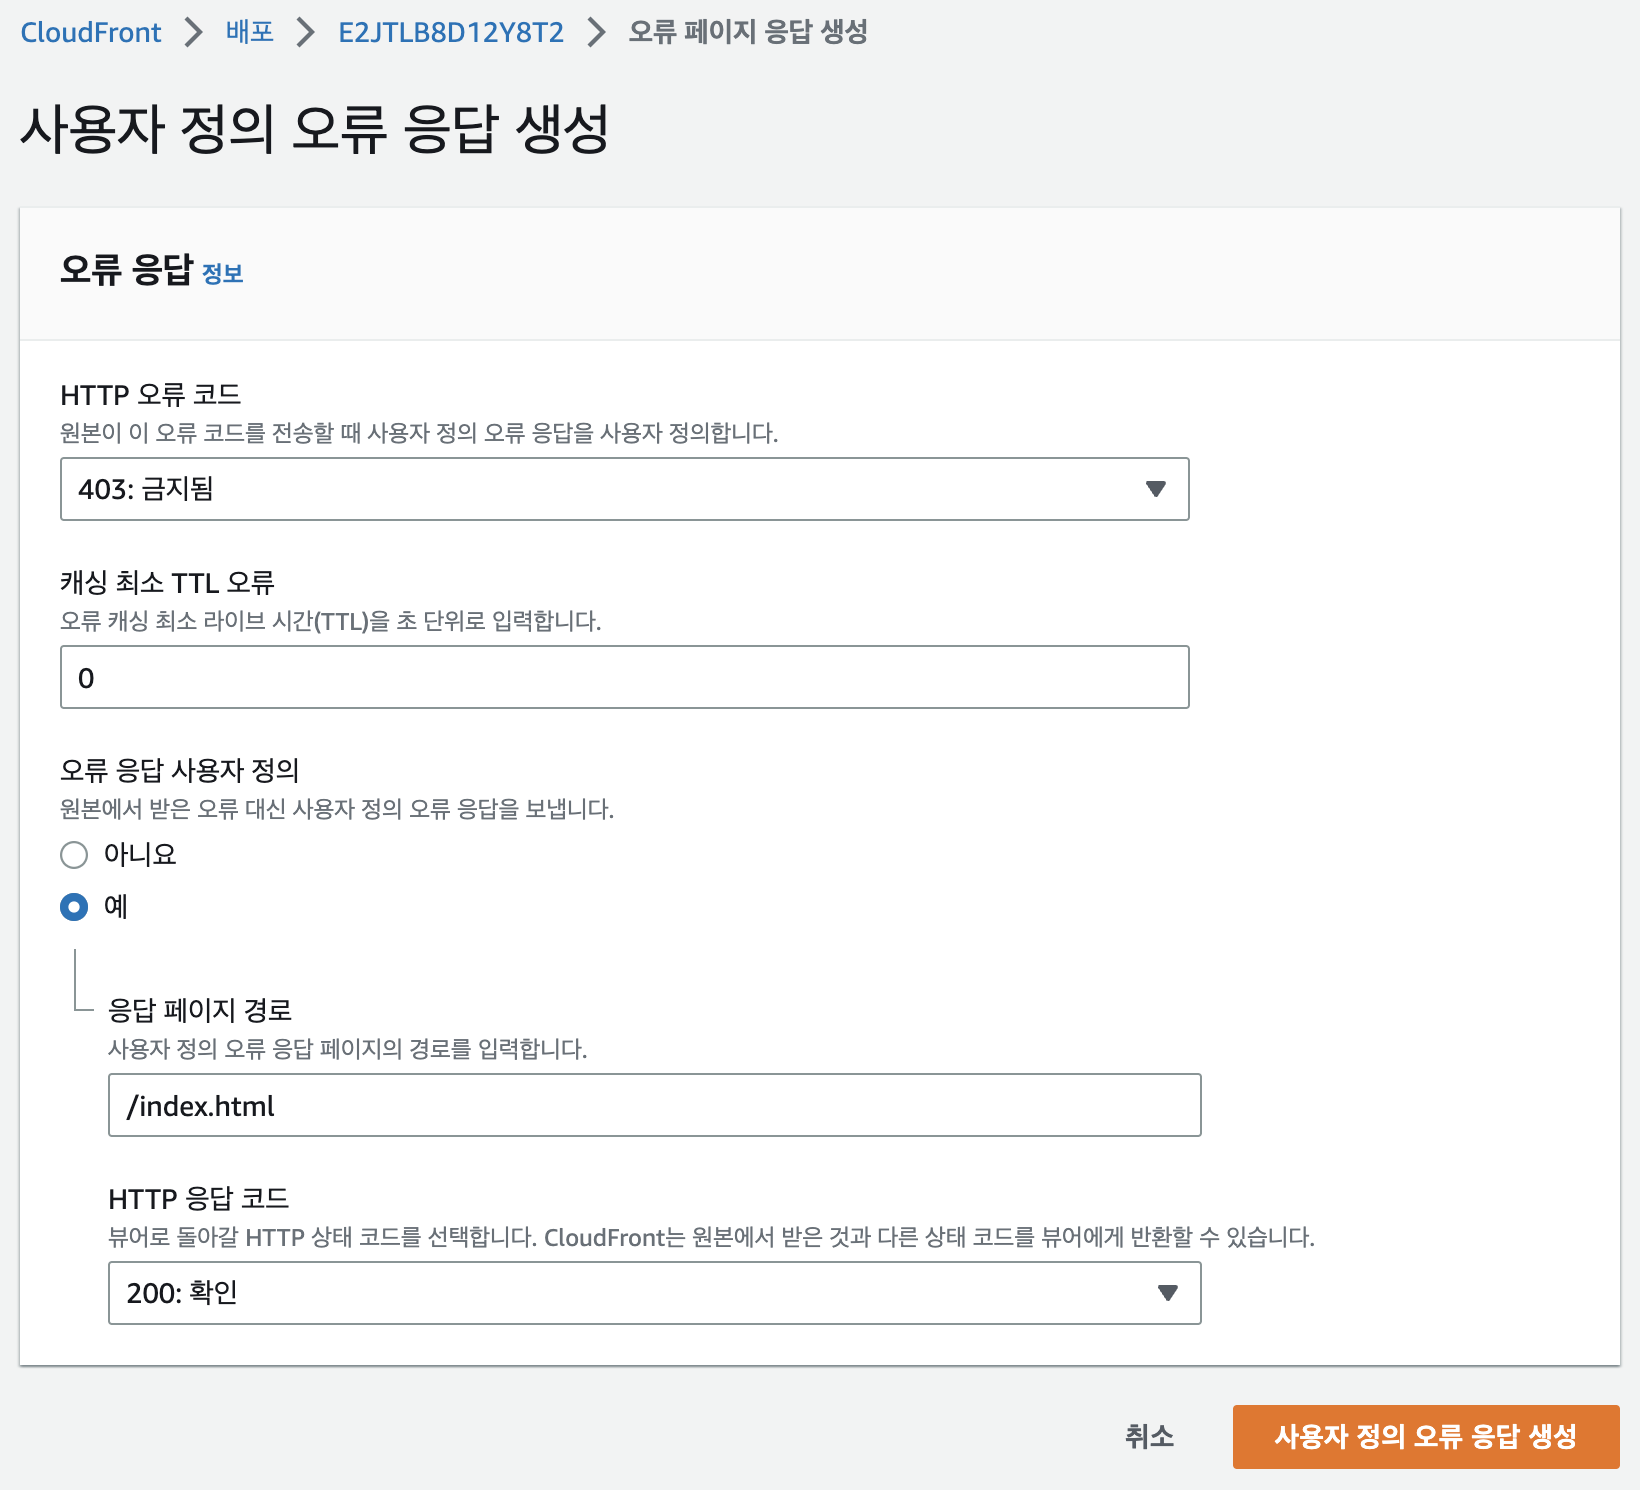 CloudFront > 배포 > E2JTLB8D12Y8T2 > 오류 페이지 응답 생성
사용자 정의 오류 응답 생성
오류 응답 정보
HTTP 오류 코드
원본이 이 오류 코드를 전송할 때 사용자 정의 오류 응답을 사용자 정의합니다.
403: 금지됨
캐싱 최소 TTL 오류
오류 캐싱 최소 라이브 시간(TTL)을 초 단위로 입력합니다.
0
오류 응답 사용자 정의
원본에서 받은 오류 대신 사용자 정의 오류 응답을 보냅니다.
아니요
예
응답 페이지 경로
사용자 정의 오류 응답 페이지의 경로를 입력합니다.
/index.html
HTTP 응답 코드
뷰어로 돌아갈 HTTP 상태 코드를 선택합니다. CloudFront는 원본에서 받은 것과 다른 상태 코드를 뷰어에게 반환할 수 있습니다.
200: 확인
취소
사용자 정의 오류 응답 생성